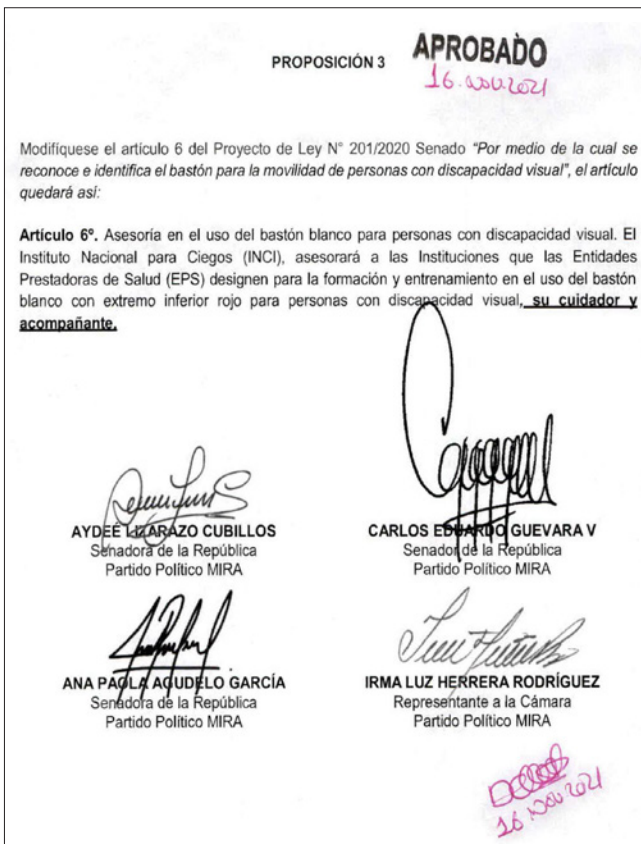 PROPOSICIÓN 3
APROBADO
16. NOV. 2021
Modifíquese el artículo 6 del Proyecto de Ley N° 201/2020 Senado "Por medio de la cual se
reconoce e identifica el bastón para la movilidad de personas con discapacidad visual", el artículo
quedará así:
Artículo 6º. Asesoría en el uso del bastón blanco para personas con discapacidad visual. El
Instituto Nacional para Ciegos (INCI), asesorará a las Instituciones que las Entidades
Prestadoras de Salud (EPS) designen para la formación y entrenamiento en el uso del bastón
blanco con extremo inferior rojo para personas con discapacidad visual, su cuidador y
acompañante.
AYDEÉ LIZARAZO CUBILLOS
Senadora de la República
Partido Político MIRA
CARLOS EDUARDO GUEVARA V
Senador de la República
Partido Político MIRA
ANA PAOLA AGUDELO GARCÍA
Senadora de la República
Partido Político MIRA
IRMA LUZ HERRERA RODRÍGUEZ
Representante a la Cámara
Partido Político MIRA
16 NOV 2021